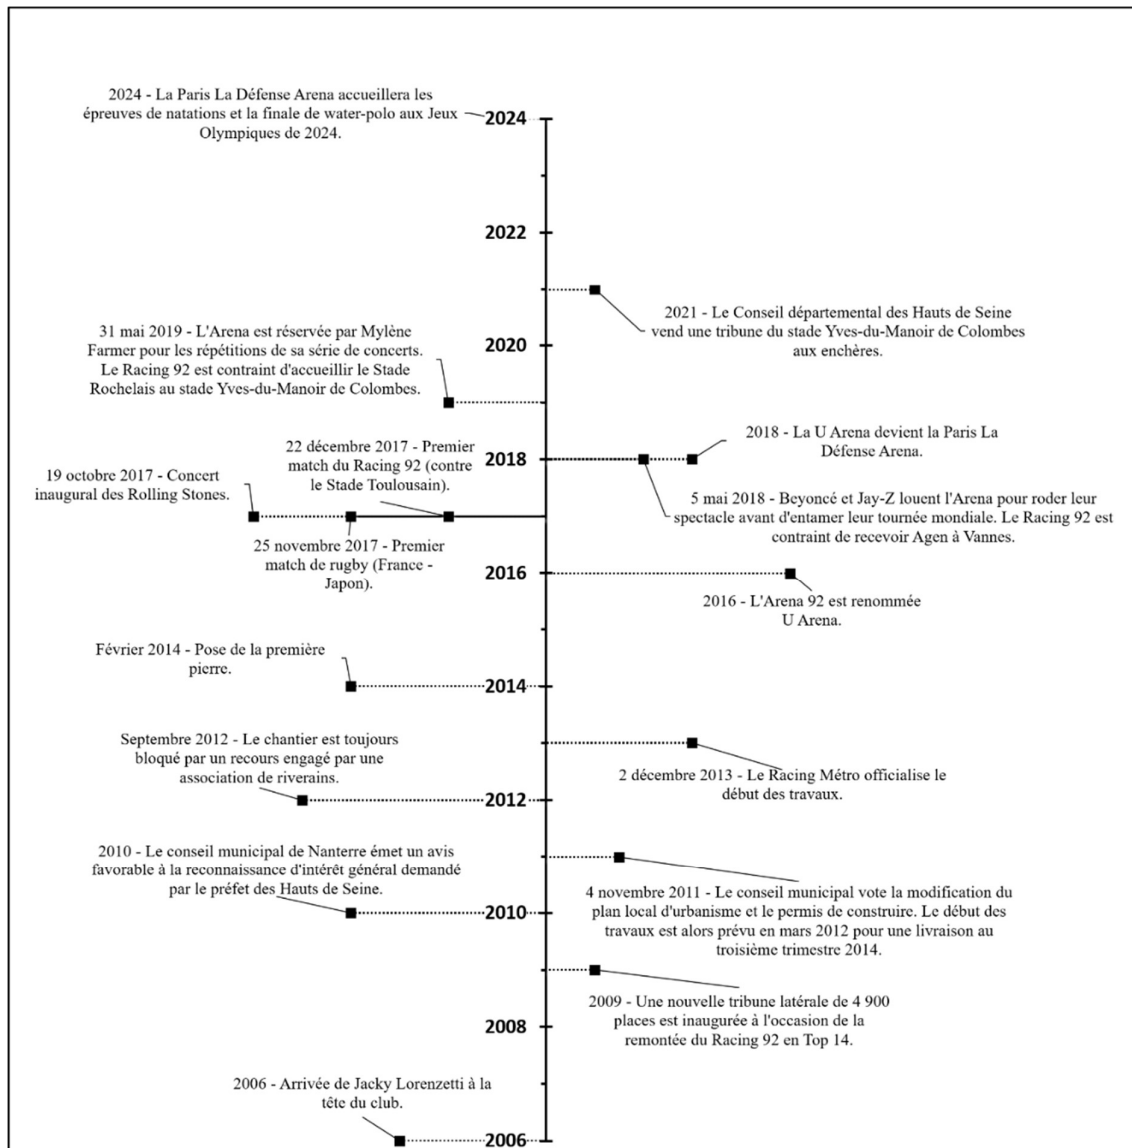 2024 - La Paris La Défense Arena accueillera les
épreuves de natations et la finale de water-polo aux Jeux
Olympiques de 2024.
2024
2022
2021 - Le Conseil départemental des Hauts de Seine
vend une tribune du stade Yves-du-Manoir de Colombes
aux enchères.
31 mai 2019 - L'Arena est réservée par Mylène
Farmer pour les répétitions de sa série de concerts.
Le Racing 92 est contraint d'accueillir le Stade
Rochelais au stade Yves-du-Manoir de Colombes.
2020
2018 - La U Arena devient la Paris La
Défense Arena.
22 décembre 2017 - Premier
match du Racing 92 (contre
le Stade Toulousain).
2018
19 octobre 2017 - Concert
inaugural des Rolling Stones.
5 mai 2018 - Beyoncé et Jay-Z louent l'Arena pour roder leur
spectacle avant d'entamer leur tournée mondiale. Le Racing 92 est
contraint de recevoir Agen à Vannes.
25 novembre 2017 - Premier
match de rugby (France -
Japon).
2016
2016 - L'Arena 92 est renommée
U Arena.
Février 2014 - Pose de la première
pierre.
2014
Septembre 2012 - Le chantier est toujours
bloqué par un recours engagé par une
association de riverains.
2 décembre 2013 - Le Racing Métro officialise le
début des travaux.
2012
2010 - Le conseil municipal de Nanterre émet un avis
favorable à la reconnaissance d'intérêt général demandé
par le préfet des Hauts de Seine.
4 novembre 2011 - Le conseil municipal vote la modification du
plan local d'urbanisme et le permis de construire. Le début des
travaux est alors prévu en mars 2012 pour une livraison au
troisième trimestre 2014.
2010
2009 - Une nouvelle tribune latérale de 4 900
places est inaugurée à l'occasion de la
remontée du Racing 92 en Top 14.
2008
2006 - Arrivée de Jacky Lorenzetti à la
tête du club.
2006